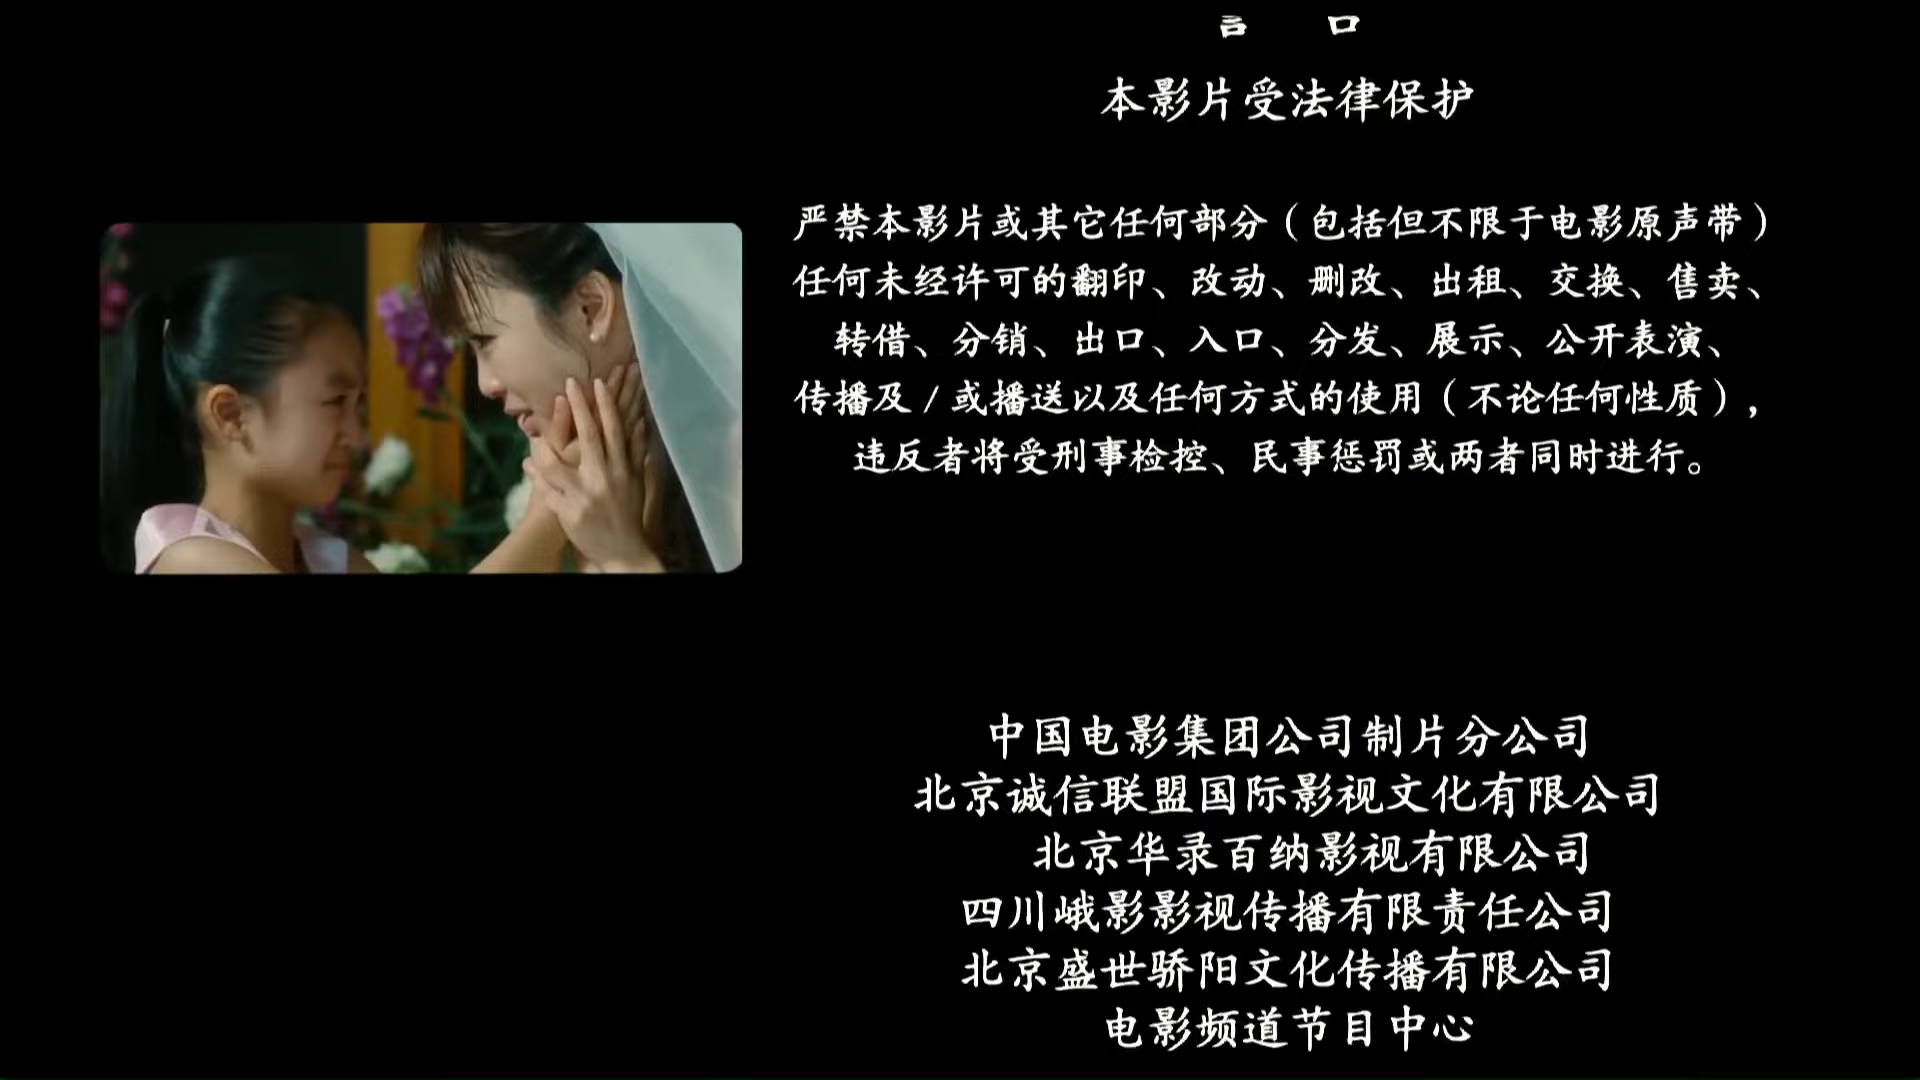 本影片受法律保护
严禁本影片或其它任何部分（包括但不限于电影原声带）
任何未经许可的翻印、改动、删改、出租、交换、售卖、
转借、分销、出口、入口、分发、展示、公开表演、
传播及/或播送以及任何方式的使用（不论任何性质），
违反者将受刑事检控、民事惩罚或两者同时进行。
中国电影集团公司制片分公司
北京诚信联盟国际影视文化有限公司
北京华录百纳影视有限公司
四川峨影影视传播有限责任公司
北京盛世骄阳文化传播有限公司
电影频道节目中心